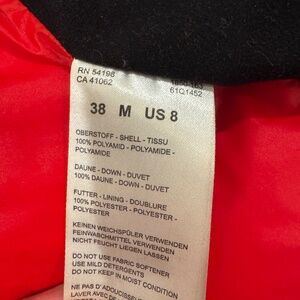 RN 54198
CA 41062
61Q1452
38 M US 8
OBERSTOFF - SHELL - TISSU
100% POLYAMID - POLYAMIDE -
POLYAMIDE
DAUNE - DOWN - DUVET
100% DAUNE - DOWN - DUVET
FUTTER - LINING - DOUBLURE
100% POLYESTER - POLYESTER -
POLYESTER
KEINEN WEICHSPÜLER VERWENDEN
FEINWASCHMITTEL VERWENDEN
NICHT FEUCHT LIEGEN LASSEN
DO NOT USE FABRIC SOFTENER
USE MILD DETERGENTS
DO NOT KEEP IN MOIST CONDITION
NE PAS D'ADOUCISSEUR
LAVER AVEC